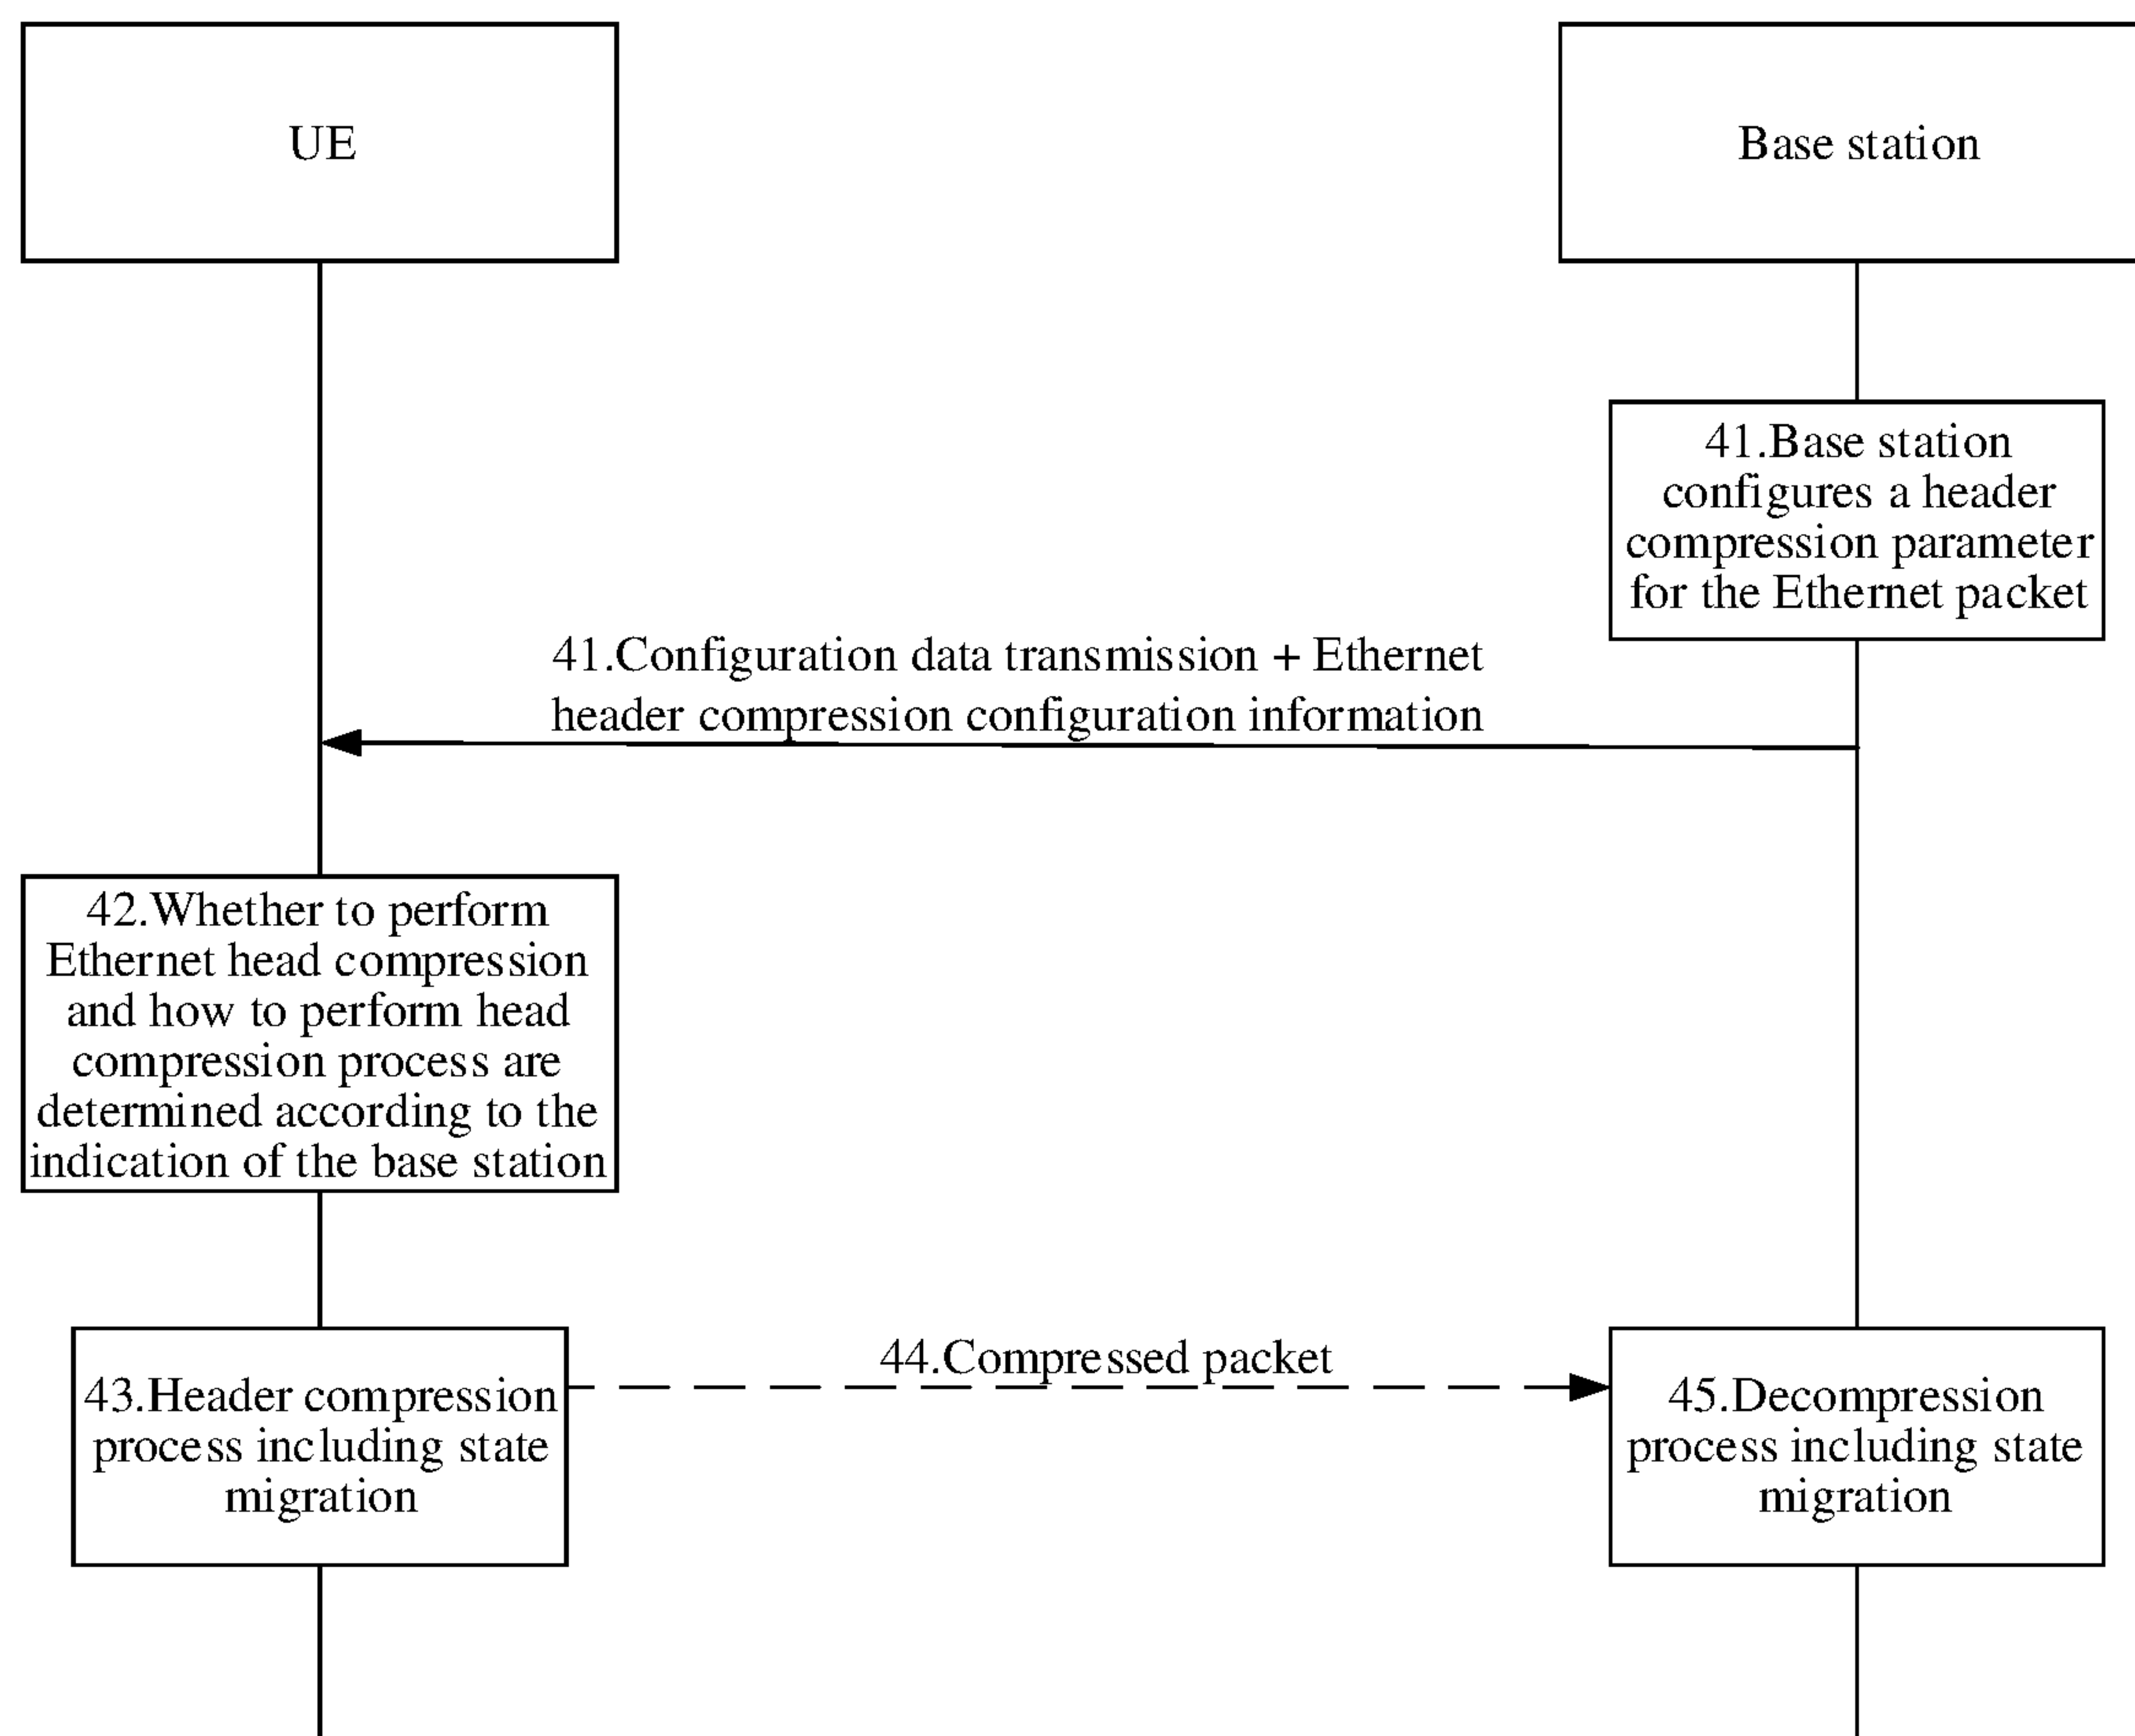 UE
Base station
41.Base station
configures a header
compression parameter
for the Ethernet packet
41.Configuration data transmission + Ethernet
header compression configuration information
42.Whether to perform
Ethernet head compression
and how to perform head
compression process are
determined according to the
indication of the base station
43.Header compression
process including state
migration
44.Compressed packet
45.Decompression
process including state
migration